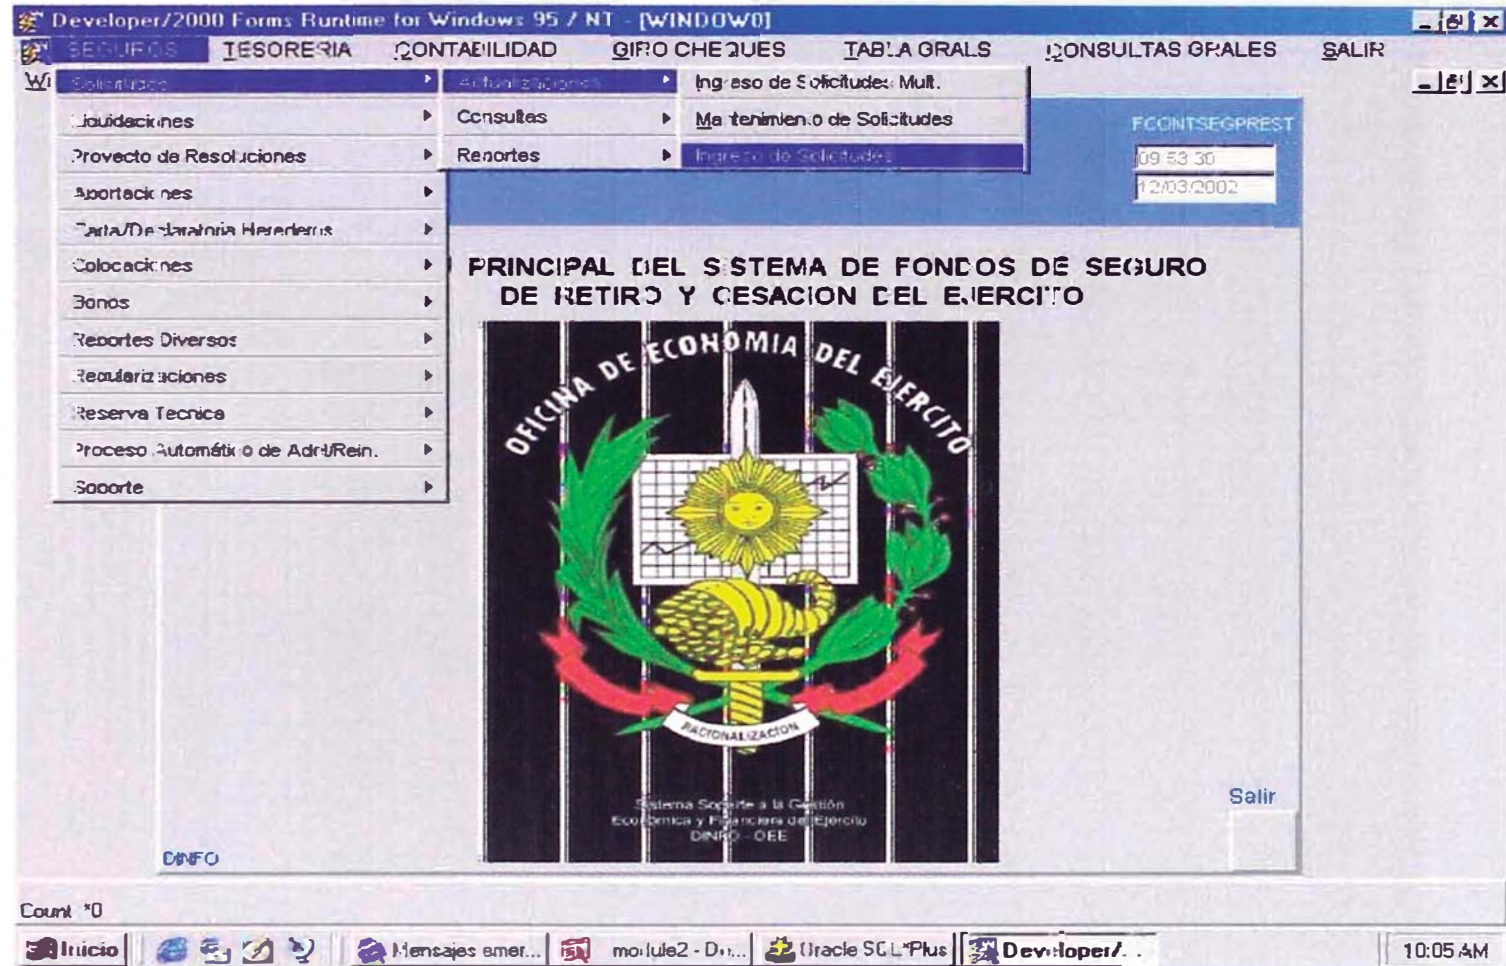 Developer/2000 Forms Runtime for Windows 95 / NT - [WINDOW0]
SEGUROS TESORERIA CONTABILIDAD GIRO CHEQUES TABLA GRALS CONSULTAS GRALES SALIR
Wi
Solicitudes
Actualizaciones
Ingreso de Solicitudes Mult.
Liquidaciones
Consultas
Mantenimiento de Solicitudes
FCONTSEGPREST
Proyecto de Resoluciones
Reportes
Ingreso de Solicitudes
09:53:30
Aportaciones
12/03/2002
Carta/Declaratoria Herederos
Colocaciones
PRINCIPAL DEL SISTEMA DE FONDOS DE SEGURO
Bonos
DE RETIRO Y CESACION DEL EJERCITO
Reportes Diversos
Regularizaciones
Reserva Tecnica
Proceso Automático de Adel/Rein.
Soporte
OFICINA DE ECONOMIA DEL EJERCITO
RACIONALIZACION
Sistema Soporte a la Gestión
Económica y Financiera del Ejercito
DINFO - OEE
Salir
DINFO
Count: *0
Inicio Mensajes emer... module2 - Do... Oracle SQL*Plus Developer/... 10:05 AM